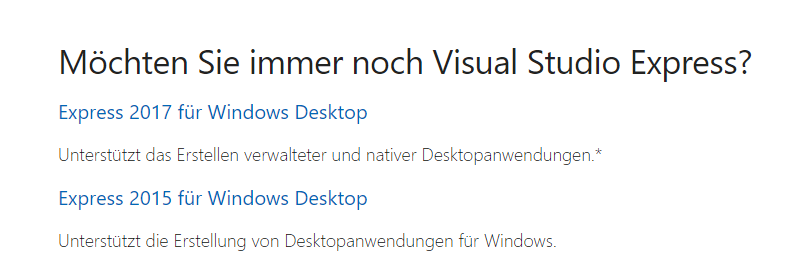 Möchten Sie immer noch Visual Studio Express?
Express 2017 für Windows Desktop
Unterstützt das Erstellen verwalteter und nativer Desktopanwendungen.*
Express 2015 für Windows Desktop
Unterstützt die Erstellung von Desktopanwendungen für Windows.